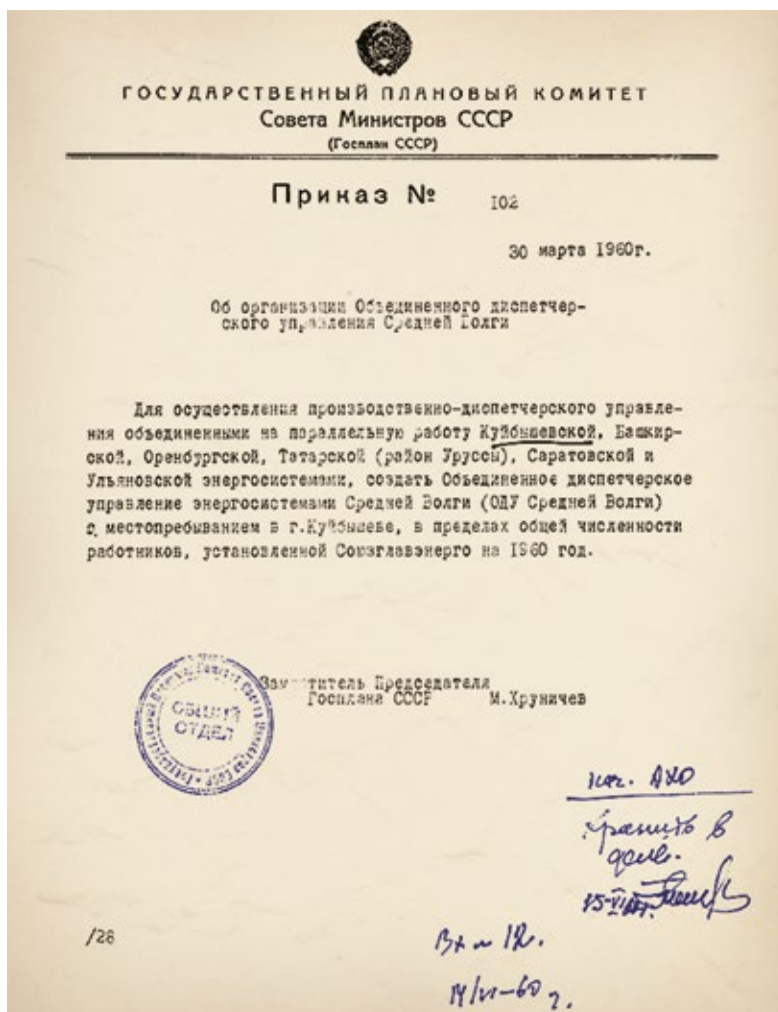 ГОСУДАРСТВЕННЫЙ ПЛАНОВЫЙ КОМИТЕТ
Совета Министров СССР
(Госплан СССР)
Приказ № 102
30 марта 1960г.
Об организации Объединенного диспетчер-
ского управления Средней Волги
Для осуществления производственно-диспетчерского управле-
ния объединенными на параллельную работу Куйбышевской, Башкир-
ской, Оренбургской, Татарской (район Уруссы), Саратовской и
Ульяновской энергосистемами, создать Объединенное диспетчерское
управление энергосистемами Средней Волги (ОДУ Средней Волги)
с местопребыванием в г.Куйбышеве, в пределах общей численности
работников, установленной Союзглавэнерго на 1960 год.
Заместитель Председателя
Госплана СССР М.Хруничев
ОБЩИЙ
ОТДЕЛ
Нач. АХО
Хранить в
деле.
/28
Вх № 12.
14/VI-60 г.